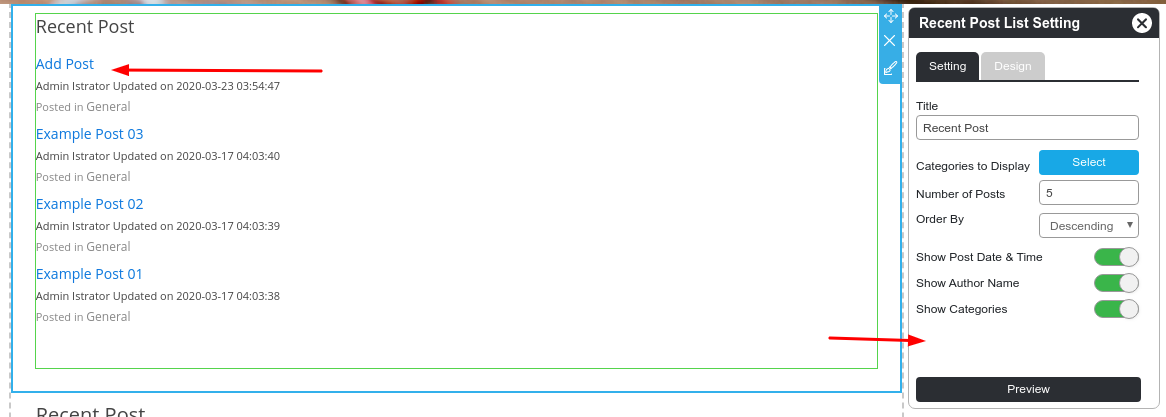 Recent Post
Add Post
Admin Istrator Updated on 2020-03-23 03:54:47
Posted in General
Example Post 03
Admin Istrator Updated on 2020-03-17 04:03:40
Posted in General
Example Post 02
Admin Istrator Updated on 2020-03-17 04:03:39
Posted in General
Example Post 01
Admin Istrator Updated on 2020-03-17 04:03:38
Posted in General
Recent Post
Recent Post List Setting
Setting Design
Title
Recent Post
Categories to Display Select
Number of Posts 5
Order By Descending
Show Post Date & Time
Show Author Name
Show Categories
Preview